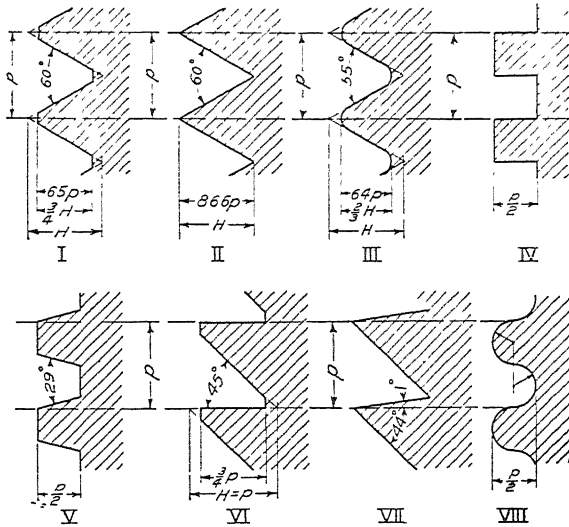 P
60°
65p
3/4 H
H
I
P
60°
866p
H
II
P
55°
64p
2/3 H
H
III
P
p/2
IV
29°
p/2
V
P
45°
3/4 p
H=p
VI
P
1°
44°
VII
p/2
VIII